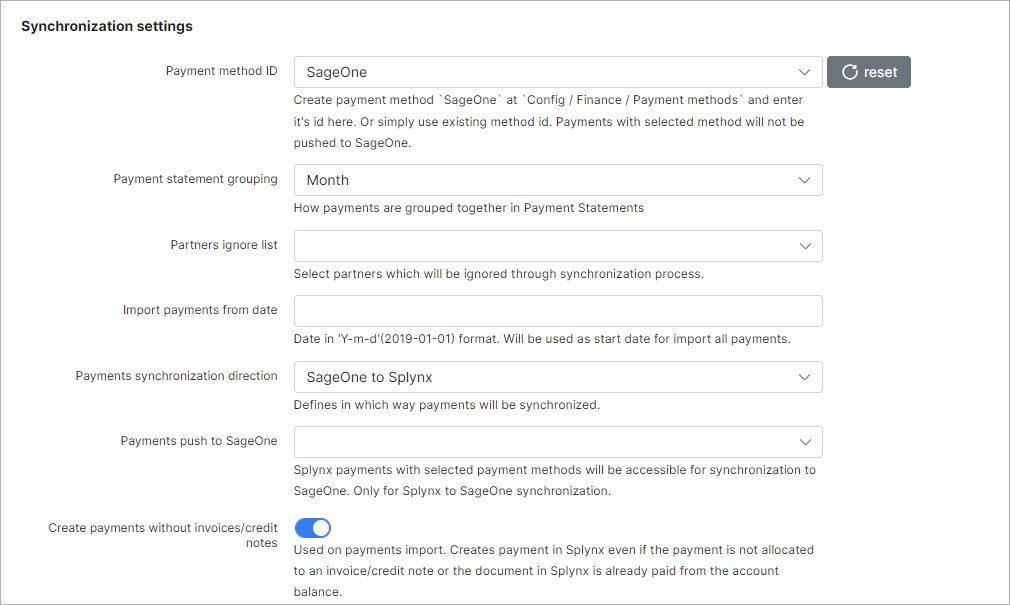 Synchronization settings
Payment method ID
SageOne
reset
Create payment method `SageOne` at `Config / Finance / Payment methods` and enter
it's id here. Or simply use existing method id. Payments with selected method will not be
pushed to SageOne.
Payment statement grouping
Month
How payments are grouped together in Payment Statements
Partners ignore list
Select partners which will be ignored through synchronization process.
Import payments from date
Date in 'Y-m-d'(2019-01-01) format. Will be used as start date for import all payments.
Payments synchronization direction
SageOne to Splynx
Defines in which way payments will be synchronized.
Payments push to SageOne
Splynx payments with selected payment methods will be accessible for synchronization to
SageOne. Only for Splynx to SageOne synchronization.
Create payments without invoices/credit
notes
Used on payments import. Creates payment in Splynx even if the payment is not allocated
to an invoice/credit note or the document in Splynx is already paid from the account
balance.